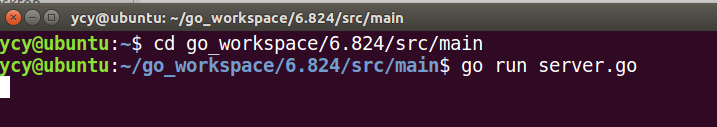 ycy@ubuntu: ~/go_workspace/6.824/src/main
ycy@ubuntu:~$ cd go_workspace/6.824/src/main
ycy@ubuntu:~/go_workspace/6.824/src/main$ go run server.go